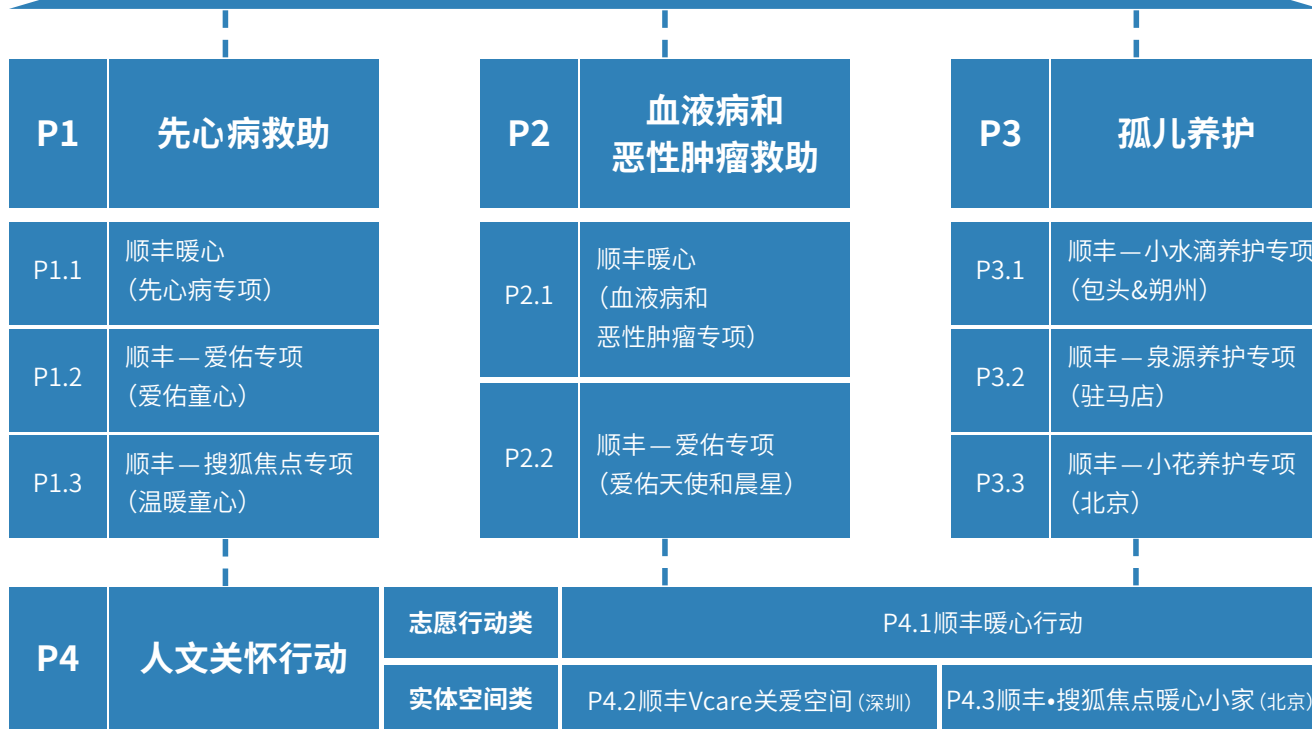 P1
先心病救助
P1.1
顺丰暖心
（先心病专项）
P1.2
顺丰—爱佑专项
（爱佑童心）
P1.3
顺丰—搜狐焦点专项
（温暖童心）
P2
血液病和
恶性肿瘤救助
P2.1
顺丰暖心
（血液病和
恶性肿瘤专项）
P2.2
顺丰—爱佑专项
（爱佑天使和晨星）
P3
孤儿养护
P3.1
顺丰—小水滴养护专项
（包头&朔州）
P3.2
顺丰—泉源养护专项
（驻马店）
P3.3
顺丰—小花养护专项
（北京）
P4
人文关怀行动
志愿行动类
P4.1顺丰暖心行动
实体空间类
P4.2顺丰Vcare关爱空间（深圳）
P4.3顺丰•搜狐焦点暖心小家（北京）